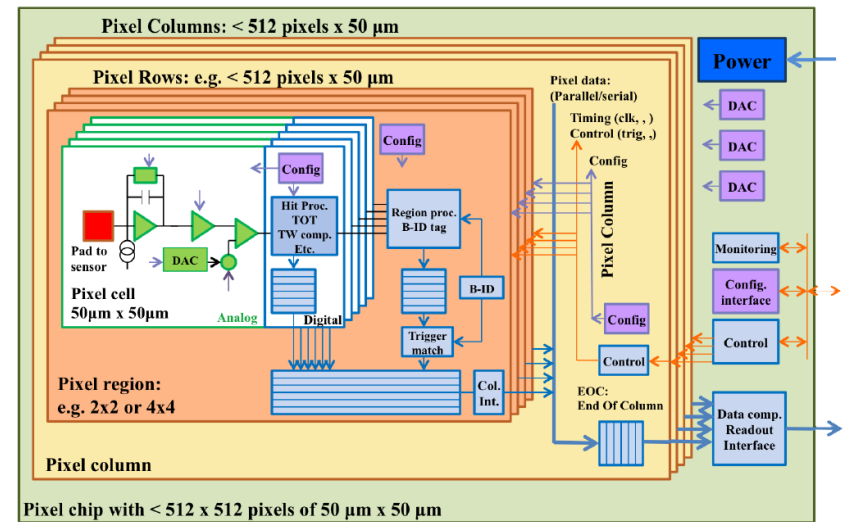 Pixel Columns: < 512 pixels x 50 µm
Power
Pixel Rows: e.g. < 512 pixels x 50 µm
Pixel data:
(Parallel/serial)
DAC
DAC
DAC
Timing (clk, , )
Control (trig, ,)
Config
Config
Config
Pixel Column
Hit Proc.
TOT
TW comp.
Etc.
Region proc.
B-ID tag
Pad to
sensor
DAC
Pixel cell
50µm x 50µm
Analog
Digital
B-ID
Trigger
match
Monitoring
Config.
interface
Config
Control
Control
Pixel region:
e.g. 2x2 or 4x4
Col.
Int.
EOC:
End Of Column
Data comp.
Readout
Interface
Pixel column
Pixel chip with < 512 x 512 pixels of 50 µm x 50 µm